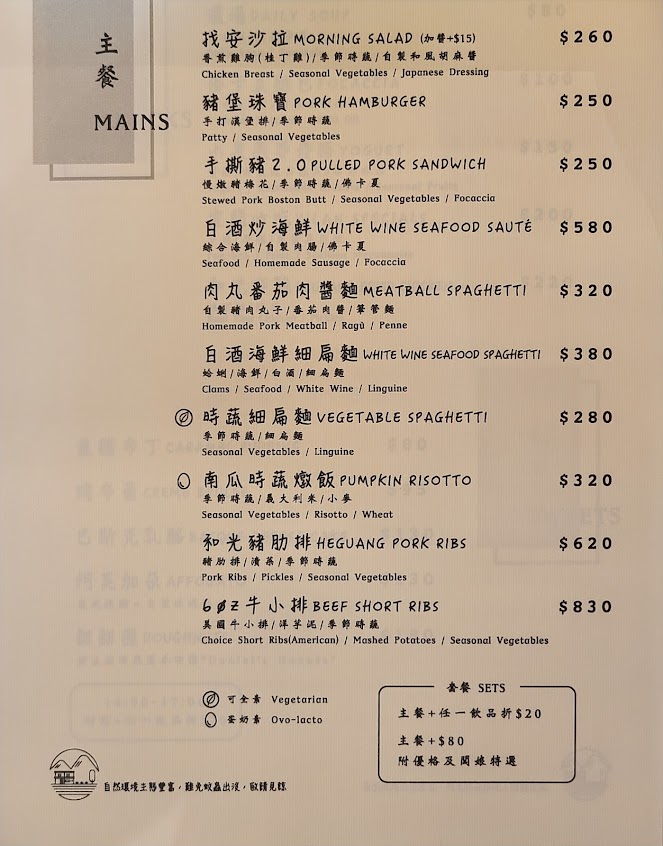 主餐
MAINS
找安沙拉 MORNING SALAD (加醬+$15) $260
香煎雞胸(桂丁雞)/季節時蔬/自製和風胡麻醬
Chicken Breast / Seasonal Vegetables / Japanese Dressing
豬堡珠寶 PORK HAMBURGER $250
手打漢堡排/季節時蔬
Patty / Seasonal Vegetables
手撕豬2.0 PULLED PORK SANDWICH $250
慢燉豬梅花/季節時蔬/佛卡夏
Stewed Pork Boston Butt / Seasonal Vegetables / Focaccia
白酒炒海鮮 WHITE WINE SEAFOOD SAUTÉ $580
綜合海鮮/自製肉腸/佛卡夏
Seafood / Homemade Sausage / Focaccia
肉丸番茄肉醬麵 MEATBALL SPAGHETTI $320
自製豬肉丸子/番茄肉醬/筆管麵
Homemade Pork Meatball / Ragù / Penne
白酒海鮮細扁麵 WHITE WINE SEAFOOD SPAGHETTI $380
蛤蜊/海鮮/白酒/細扁麵
Clams / Seafood / White Wine / Linguine
時蔬細扁麵 VEGETABLE SPAGHETTI $280
季節時蔬/細扁麵
Seasonal Vegetables / Linguine
南瓜時蔬燉飯 PUMPKIN RISOTTO $320
季節時蔬/義大利米/小麥
Seasonal Vegetables / Risotto / Wheat
和光豬肋排 HEGUANG PORK RIBS $620
豬肋排/漬菜/季節時蔬
Pork Ribs / Pickles / Seasonal Vegetables
6øz牛小排 BEEF SHORT RIBS $830
美國牛小排/洋芋泥/季節時蔬
Choice Short Ribs(American) / Mashed Potatoes / Seasonal Vegetables
可全素 Vegetarian
蛋奶素 Ovo-lacto
套餐 SETS
主餐+任一飲品折$20
主餐+$80
附優格及闆娘特選
自然環境生態豐富，難免蚊蟲出沒，敬請見諒